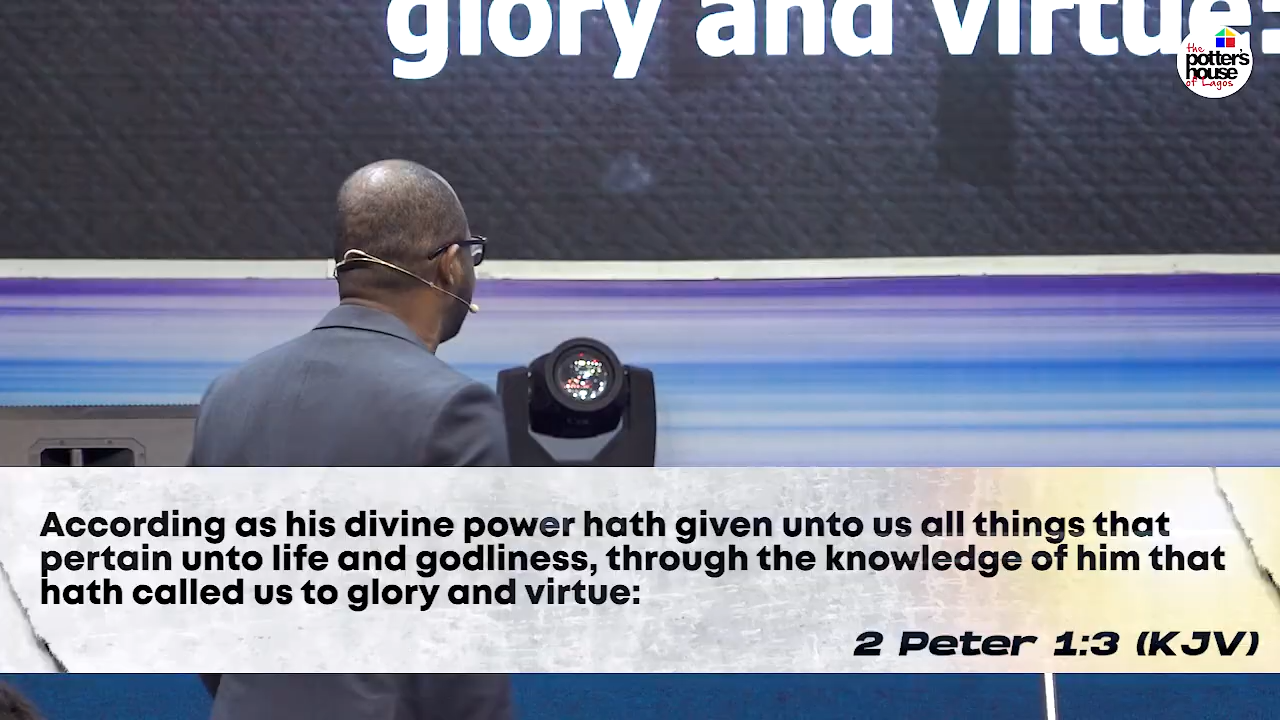 glory and virtue:
the
potter's
house
of Lagos
According as his divine power hath given unto us all things that
pertain unto life and godliness, through the knowledge of him that
hath called us to glory and virtue:
2 Peter 1:3 (KJV)